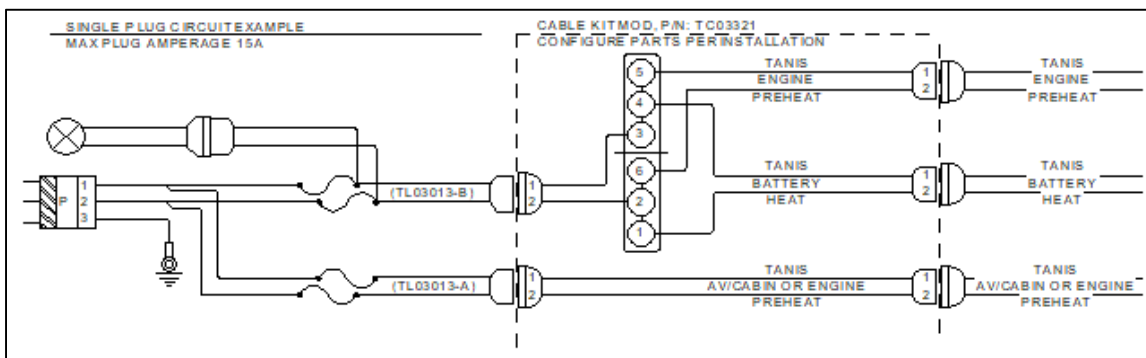 SINGLE PLUG CIRCUIT EXAMPLE
MAX PLUG AMPERAGE 15A
CABLE KIT MOD, P/N: TC03321
CONFIGURE PARTS PER INSTALLATION
5
4
3
6
2
1
TANIS
ENGINE
PREHEAT
1
2
TANIS
ENGINE
PREHEAT
P
1
2
3
(TL03013-B)
1
2
TANIS
BATTERY
HEAT
1
2
TANIS
BATTERY
HEAT
(TL03013-A)
1
2
TANIS
AV/CABIN OR ENGINE
PREHEAT
1
2
TANIS
AV/CABIN OR ENGINE
PREHEAT